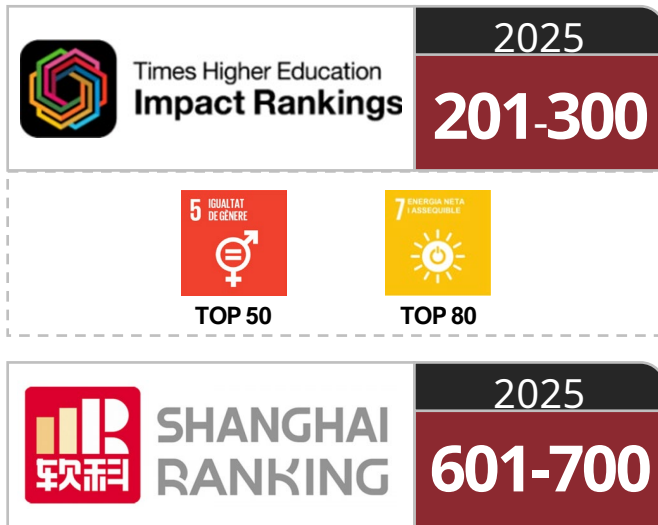 2025
Times Higher Education
Impact Rankings
201-300
5 IGUALTAT
DE GÈNERE
7 ENERGIA NETA
I ASSEQUIBLE
TOP 50
TOP 80
2025
软科
SHANGHAI
RANKING
601-700